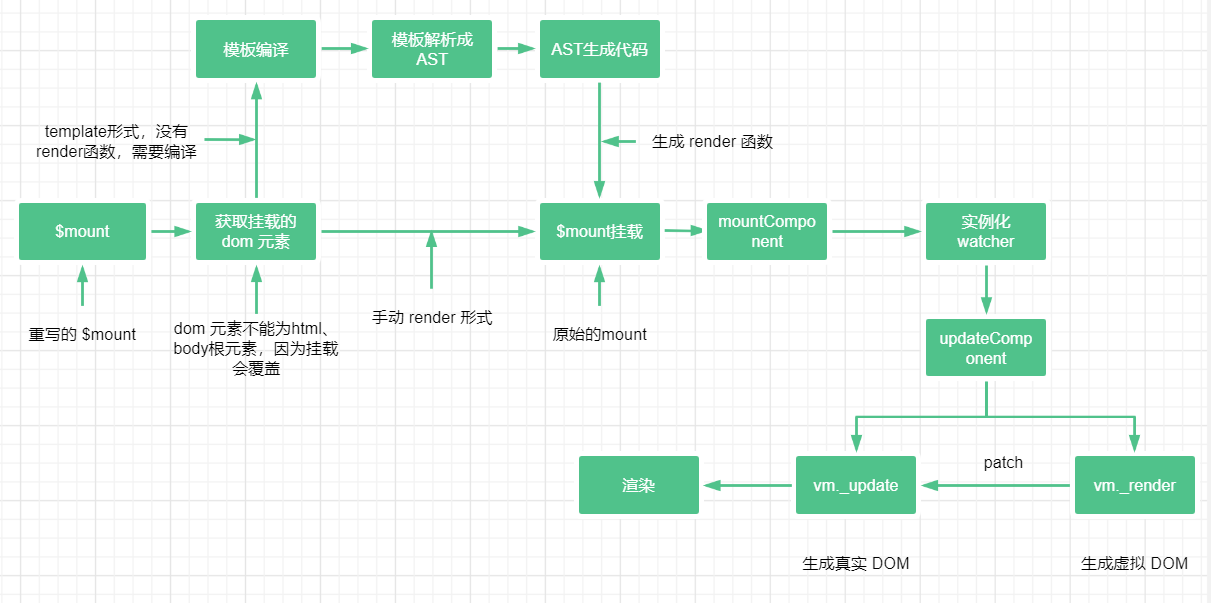 模板编译
模板解析成
AST
AST生成代码
template形式，没有
render函数，需要编译
生成 render 函数
$mount
获取挂载的
dom 元素
$mount挂载
mountCompo
nent
实例化
watcher
重写的 $mount
dom 元素不能为html、
body根元素，因为挂载
会覆盖
手动 render 形式
原始的mount
updateComp
onent
渲染
vm._update
patch
vm._render
生成真实 DOM
生成虚拟 DOM